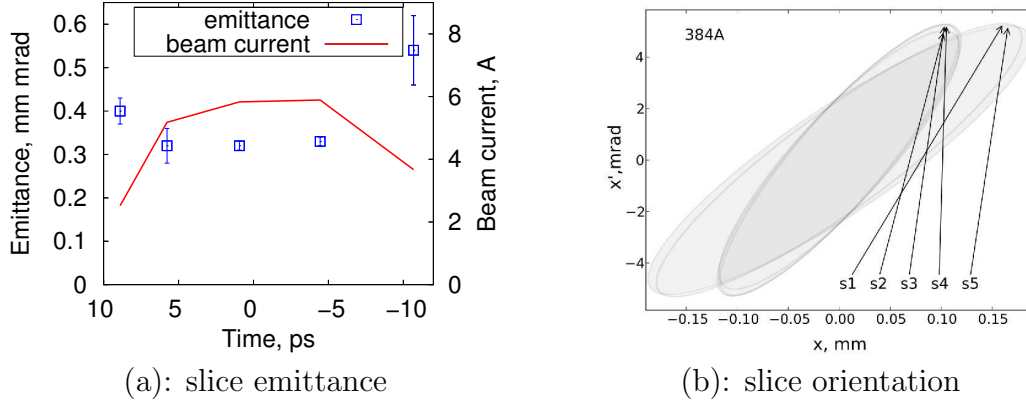 emittance
beam current
Emittance, mm mrad
0.6
0.5
0.4
0.3
0.2
0.1
0
8
6
4
2
0
Beam current, A
10 5 0 −5 −10
Time, ps
(a): slice emittance
384A
x',mrad
4
2
0
−2
−4
s1 s2 s3 s4 s5
−0.15 −0.10 −0.05 0.00 0.05 0.10 0.15
x, mm
(b): slice orientation